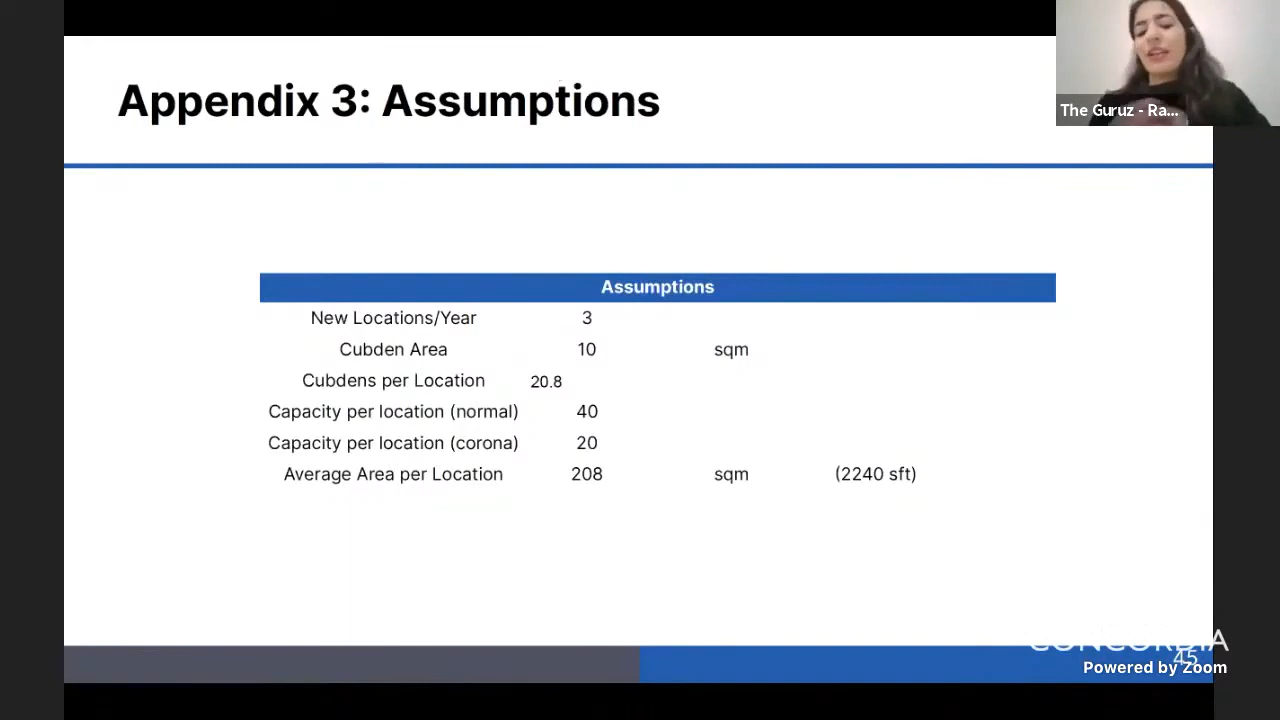 Appendix 3: Assumptions
The Guruz - Ra...
Assumptions
New Locations/Year 3
Cubden Area 10 sqm
Cubdens per Location 20.8
Capacity per location (normal) 40
Capacity per location (corona) 20
Average Area per Location 208 sqm (2240 sft)
CONCORDIA
45
Powered by Zoom